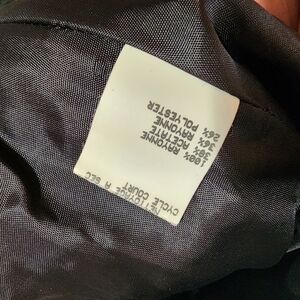 100% RAYONNE
38% ACETATE
36% RAYONNE
26% POLYESTER
NETTOYAGE A SEC
CYCLE COURT